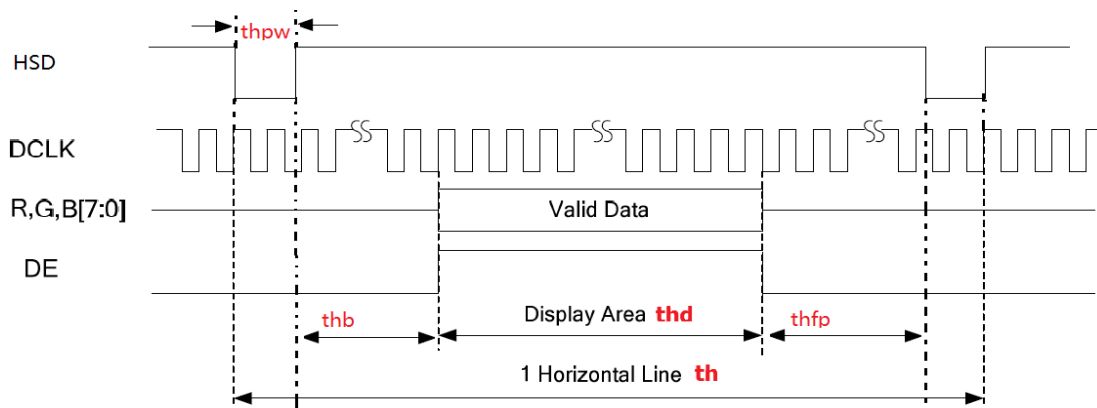 thpw
HSD
DCLK
R,G,B[7:0]
Valid Data
DE
thb
Display Area thd
thfp
1 Horizontal Line th